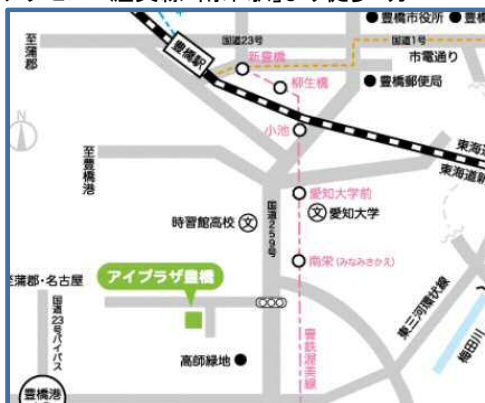 至蒲郡
豊橋駅
国道23号
新豊橋
柳生橋
豊橋市役所
国道1号
市電通り
豊橋郵便局
小池
N
至豊橋港
東海道
東海道新
愛知大学前
文 愛知大学
時習館高校 文
国道259号
南栄(みなみさかえ)
至蒲郡・名古屋
アイプラザ豊橋
国道23号バイパス
高師緑地
豊鉄渥美線
東三河環状線
梅田川
豊橋港